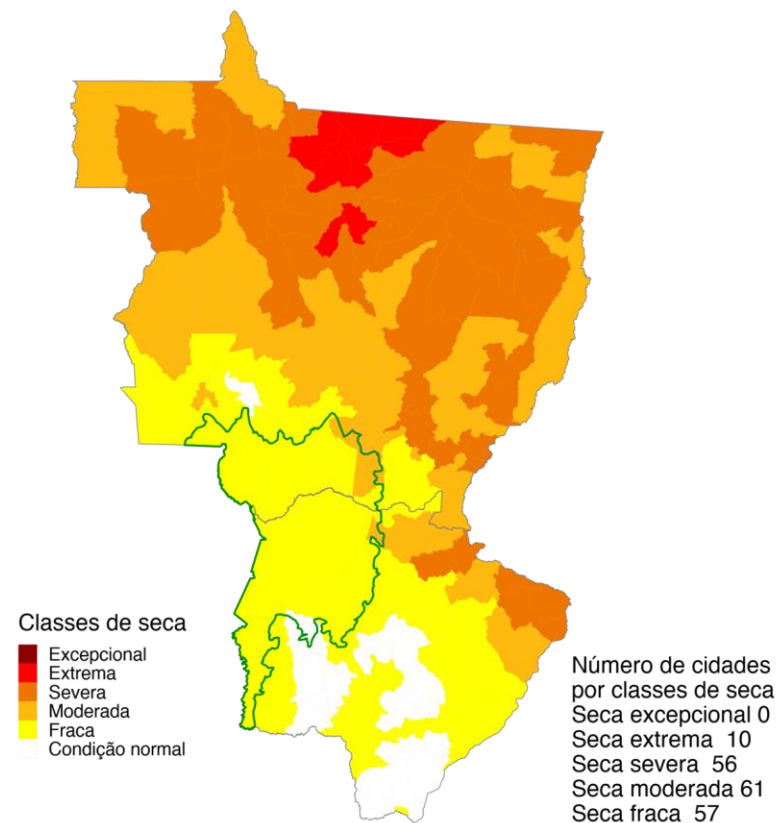 Classes de seca
Excepcional
Extrema
Severa
Moderada
Fraca
Condição normal
Número de cidades
por classes de seca
Seca excepcional 0
Seca extrema 10
Seca severa 56
Seca moderada 61
Seca fraca 57